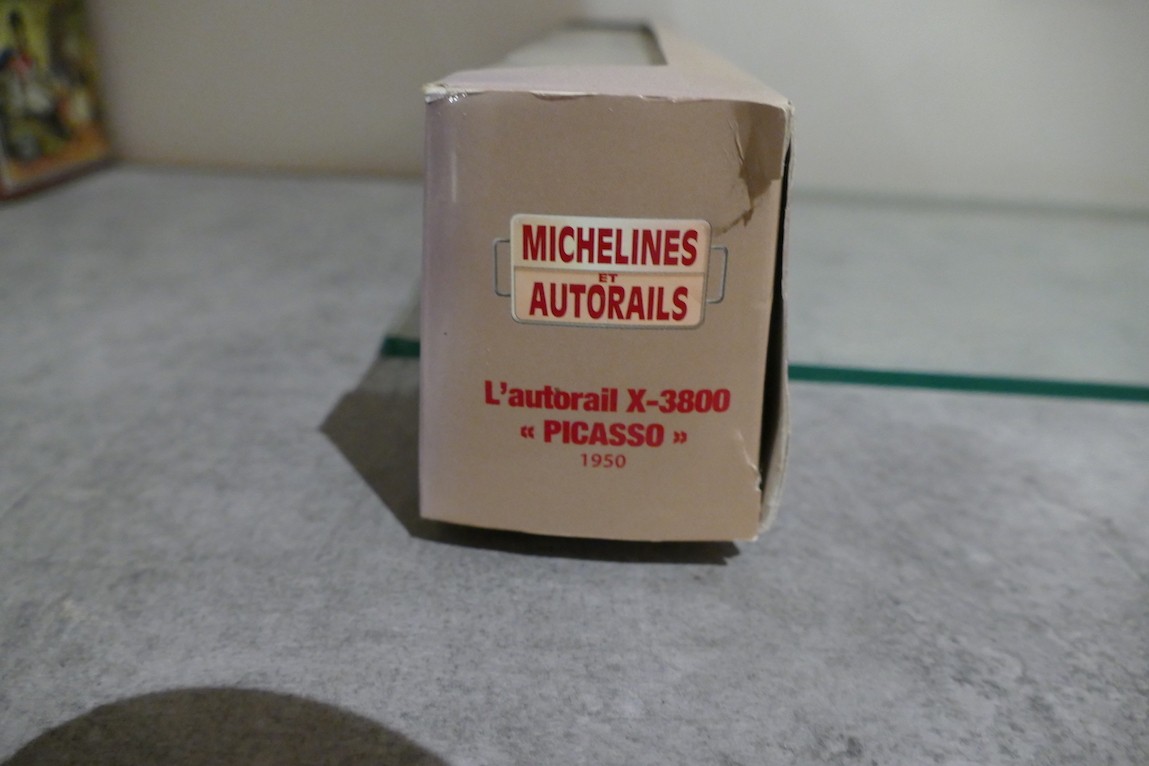 MICHELINES
ET
AUTORAILS
L'autorail X-3800
« PICASSO »
1950